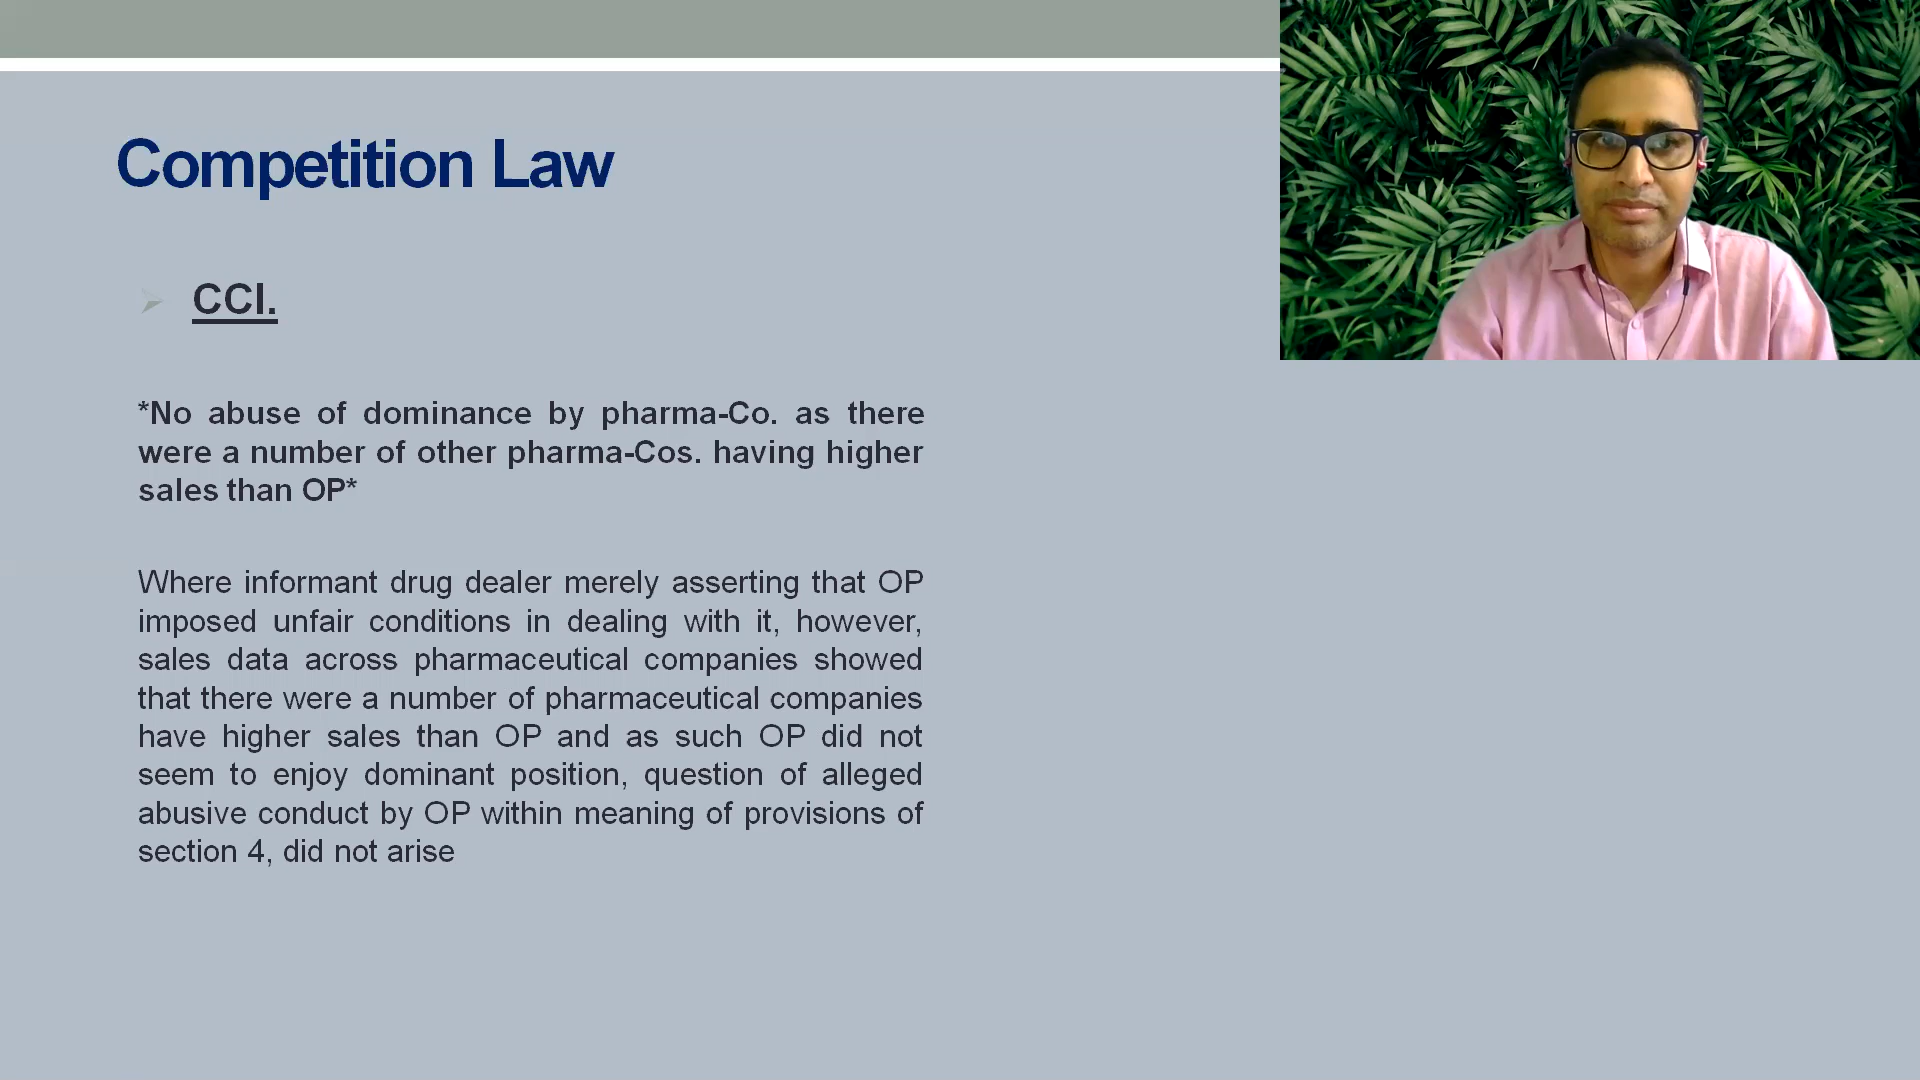 Competition Law
CCI.
*No abuse of dominance by pharma-Co. as there
were a number of other pharma-Cos. having higher
sales than OP*
Where informant drug dealer merely asserting that OP
imposed unfair conditions in dealing with it, however,
sales data across pharmaceutical companies showed
that there were a number of pharmaceutical companies
have higher sales than OP and as such OP did not
seem to enjoy dominant position, question of alleged
abusive conduct by OP within meaning of provisions of
section 4, did not arise